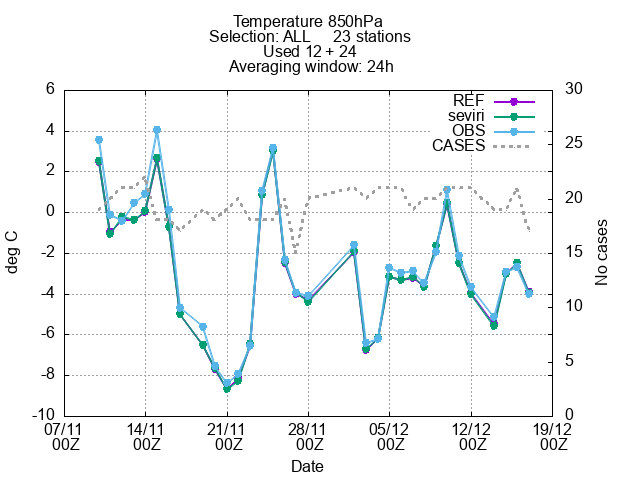 Temperature 850hPa
Selection: ALL 23 stations
Used 12 + 24
Averaging window: 24h
6
4
2
0
-2
-4
-6
-8
-10
30
25
20
15
10
5
0
REF
seviri
OBS
CASES
deg C
No cases
07/11 14/11 21/11 28/11 05/12 12/12 19/12
00Z 00Z 00Z 00Z 00Z 00Z 00Z
Date